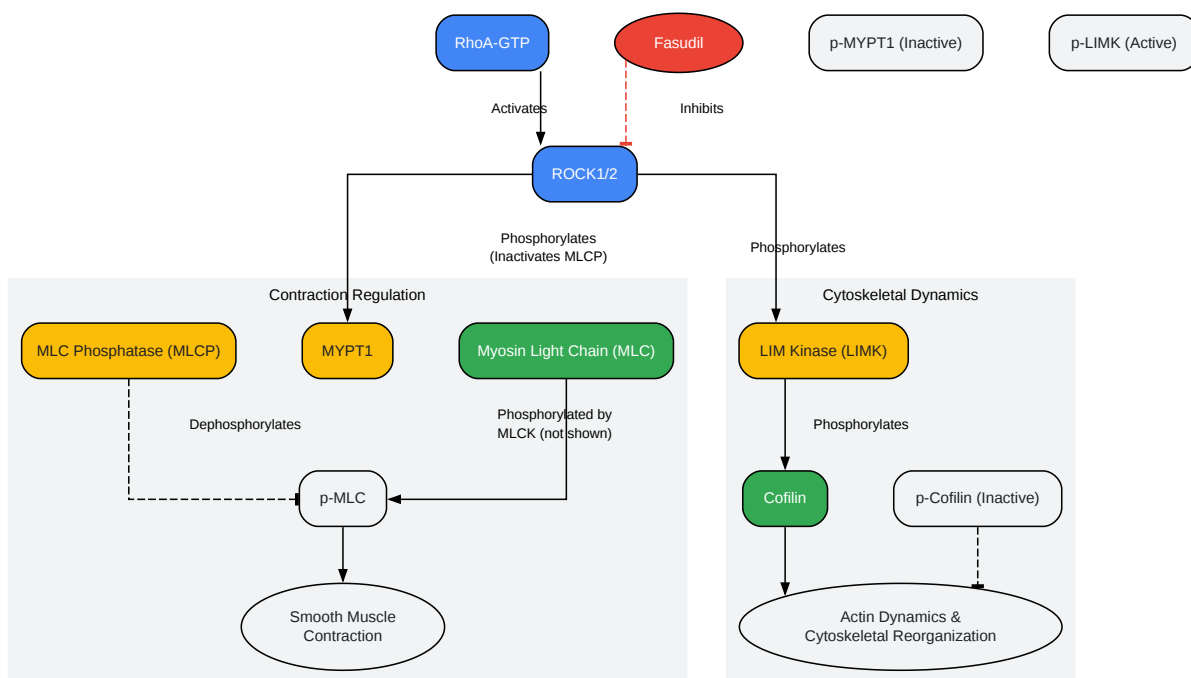 RhoA-GTP
Fasudil
p-MYPT1 (Inactive)
p-LIMK (Active)
Activates
Inhibits
ROCK1/2
Phosphorylates
(Inactivates MLCP)
Phosphorylates
Contraction Regulation
Cytoskeletal Dynamics
MLC Phosphatase (MLCP)
MYPT1
Myosin Light Chain (MLC)
LIM Kinase (LIMK)
Dephosphorylates
Phosphorylated by
MLCK (not shown)
Phosphorylates
p-MLC
Cofilin
p-Cofilin (Inactive)
Smooth Muscle
Contraction
Actin Dynamics &
Cytoskeletal Reorganization